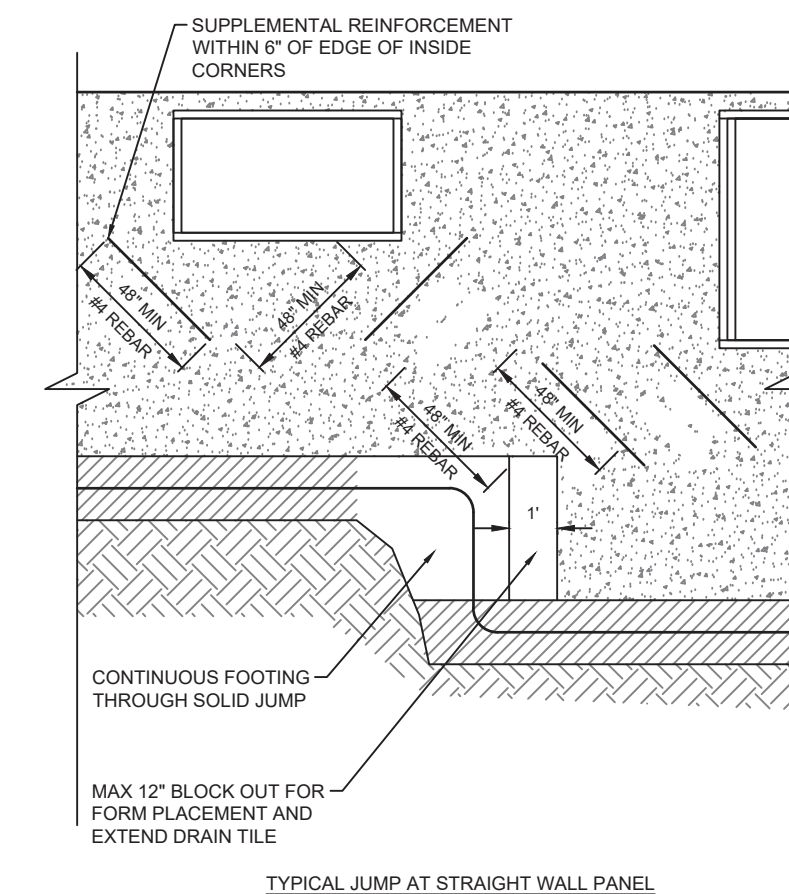 SUPPLEMENTAL REINFORCEMENT
WITHIN 6" OF EDGE OF INSIDE
CORNERS
48" MIN
#4 REBAR
48" MIN
#4 REBAR
48" MIN
#4 REBAR
48" MIN
#4 REBAR
1'
CONTINUOUS FOOTING
THROUGH SOLID JUMP
MAX 12" BLOCK OUT FOR
FORM PLACEMENT AND
EXTEND DRAIN TILE
TYPICAL JUMP AT STRAIGHT WALL PANEL